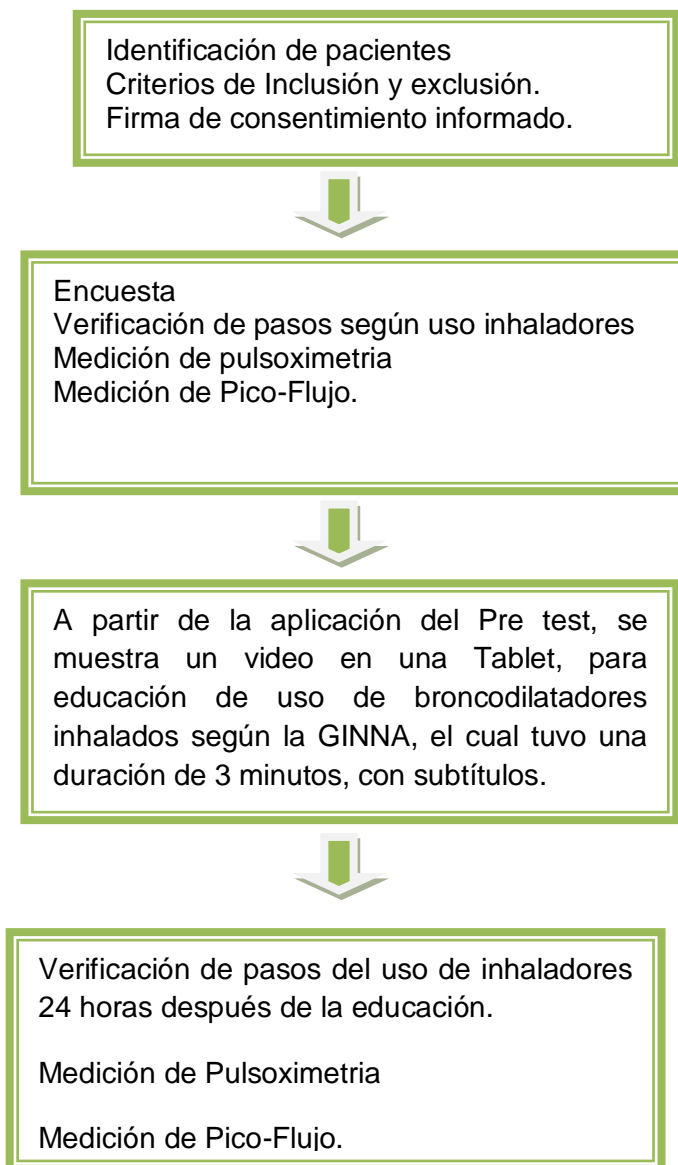 Identificación de pacientes
Criterios de Inclusión y exclusión.
Firma de consentimiento informado.
Encuesta
Verificación de pasos según uso inhaladores
Medición de pulsoximetria
Medición de Pico-Flujo.
A partir de la aplicación del Pre test, se
muestra un video en una Tablet, para
educación de uso de broncodilatadores
inhalados según la GINNA, el cual tuvo una
duración de 3 minutos, con subtítulos.
Verificación de pasos del uso de inhaladores
24 horas después de la educación.
Medición de Pulsoximetria
Medición de Pico-Flujo.